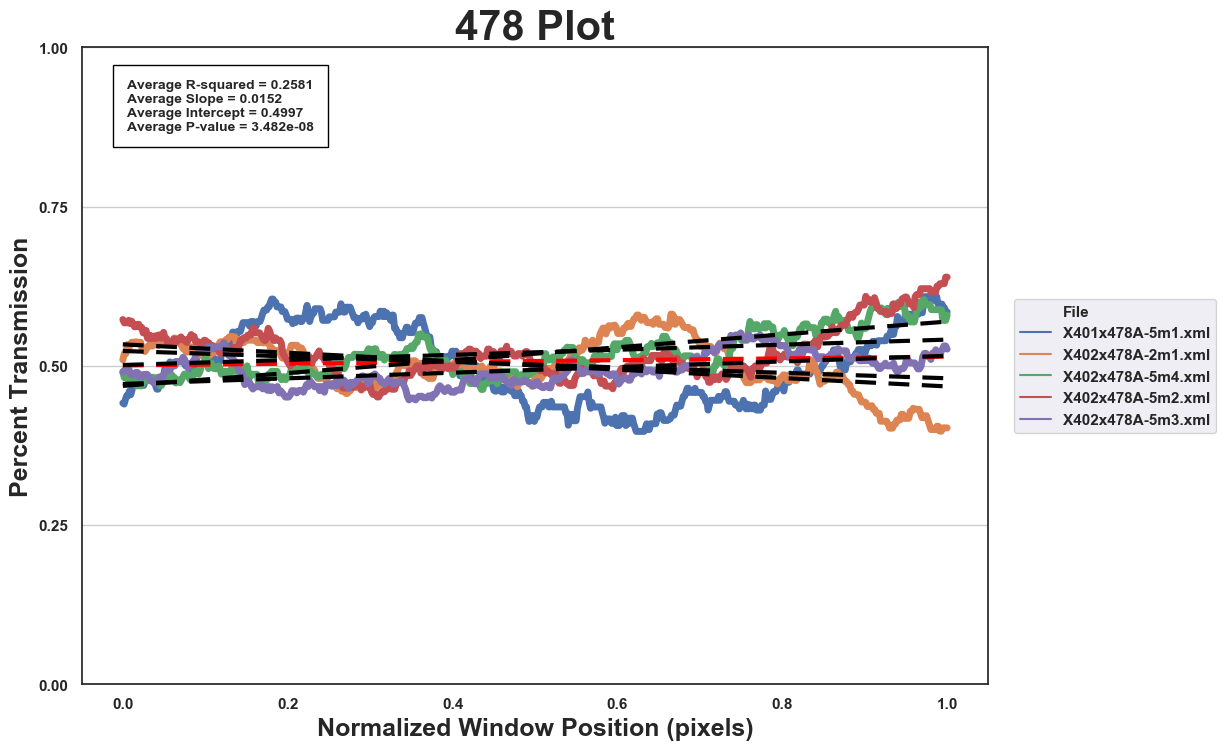 478 Plot
Average R-squared = 0.2581
Average Slope = 0.0152
Average Intercept = 0.4997
Average P-value = 3.482e-08
Percent Transmission
1.00
0.75
0.50
0.25
0.00
0.0 0.2 0.4 0.6 0.8 1.0
Normalized Window Position (pixels)
File
X401x478A-5m1.xml
X402x478A-2m1.xml
X402x478A-5m4.xml
X402x478A-5m2.xml
X402x478A-5m3.xml